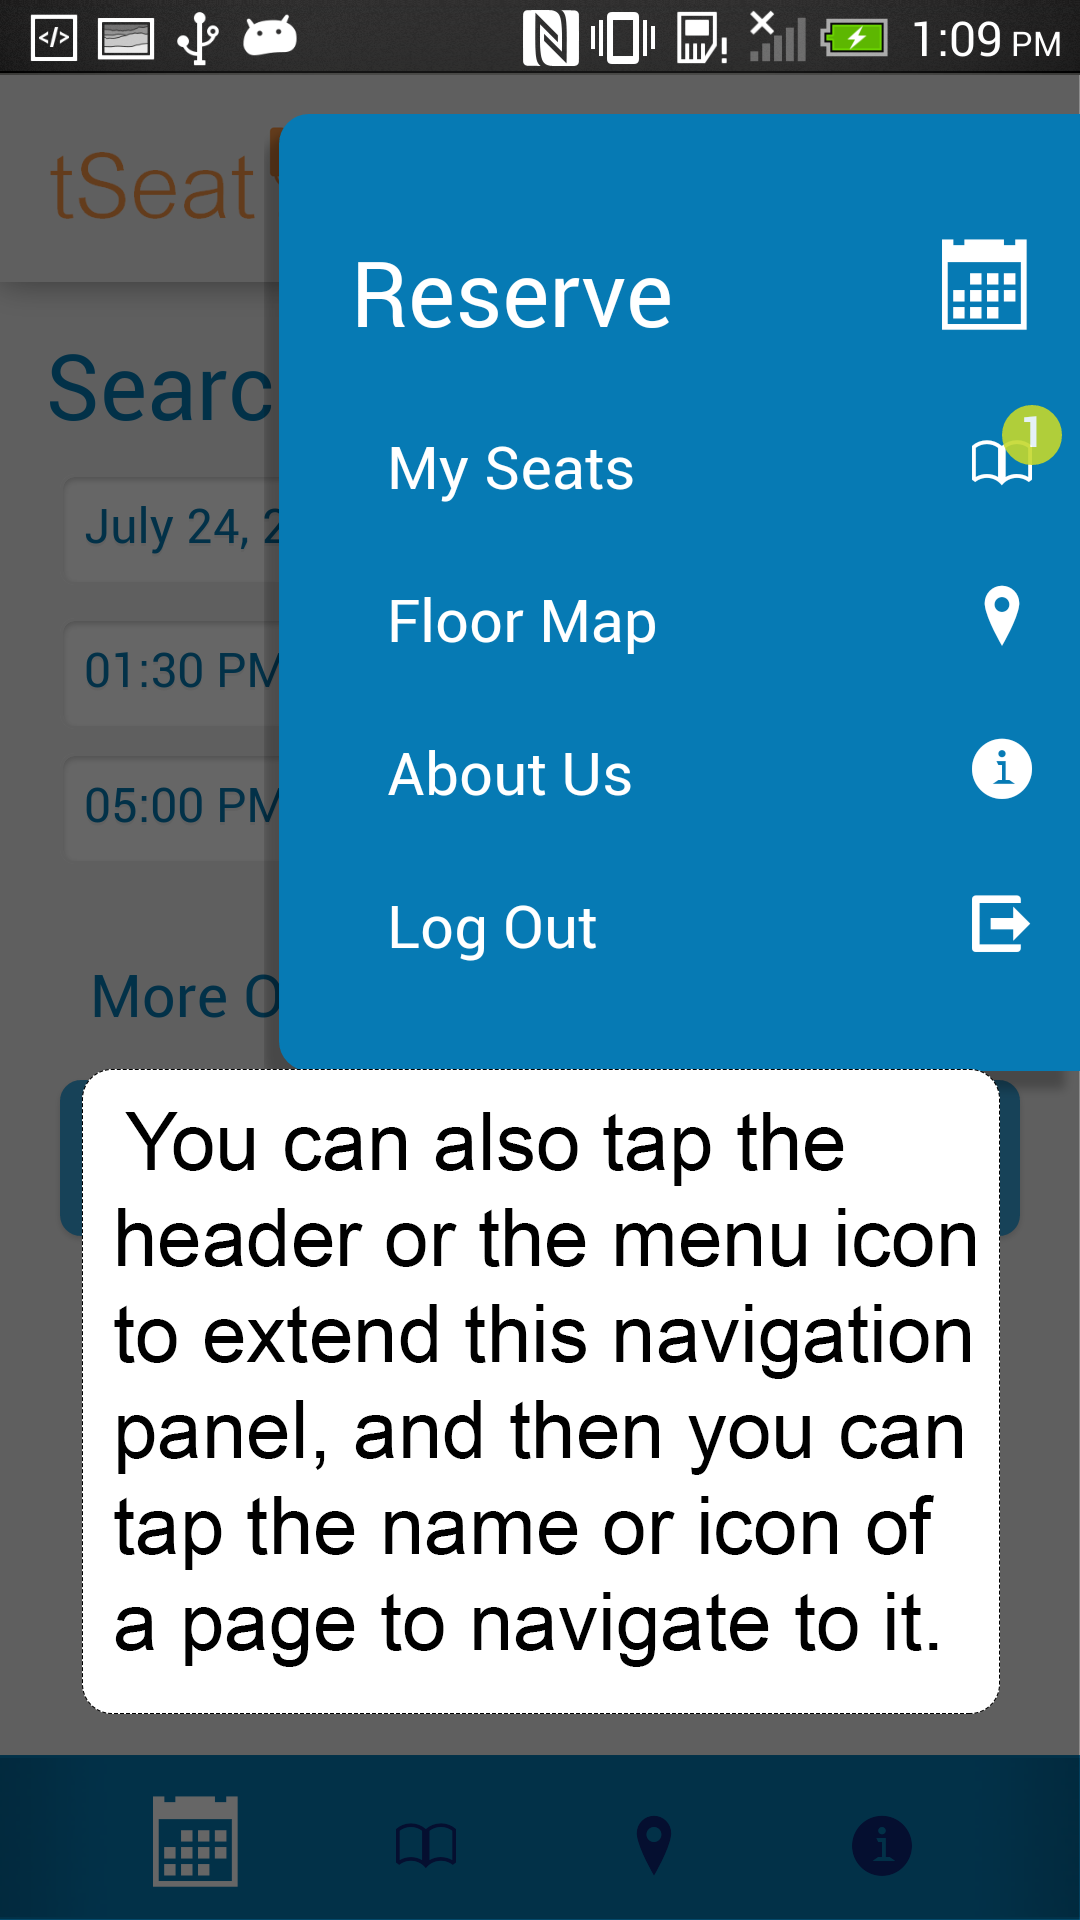 1:09 PM
tSeat
Reserve
Searc
1
My Seats
July 24, 2
Floor Map
01:30 PM
About Us
05:00 PM
Log Out
More O
You can also tap the
header or the menu icon
to extend this navigation
panel, and then you can
tap the name or icon of
a page to navigate to it.